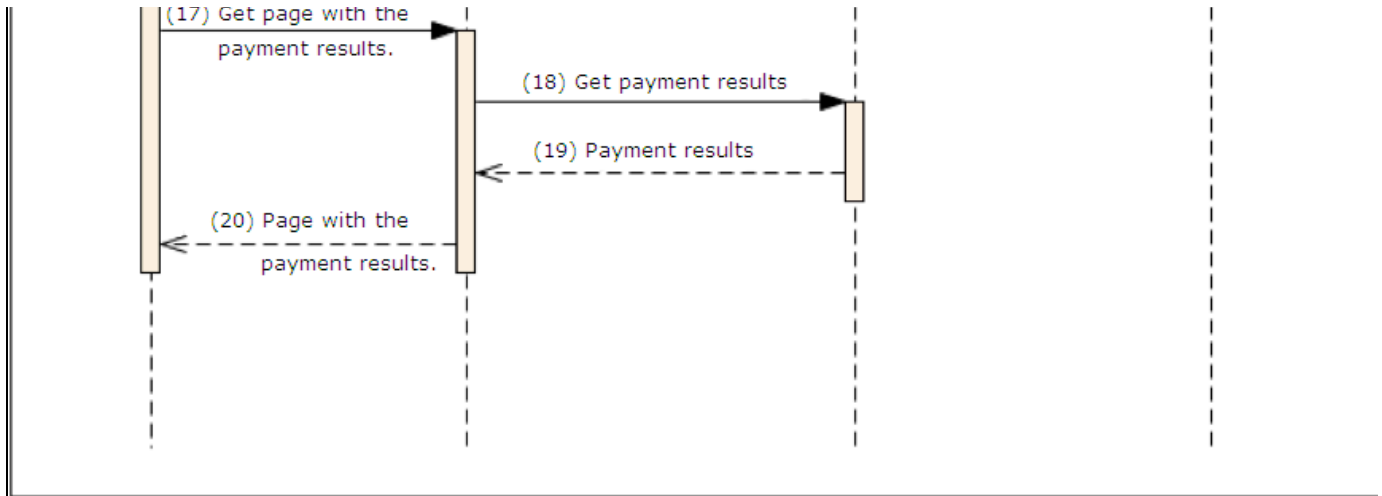 (17) Get page with the
payment results.
(18) Get payment results
(19) Payment results
(20) Page with the
payment results.